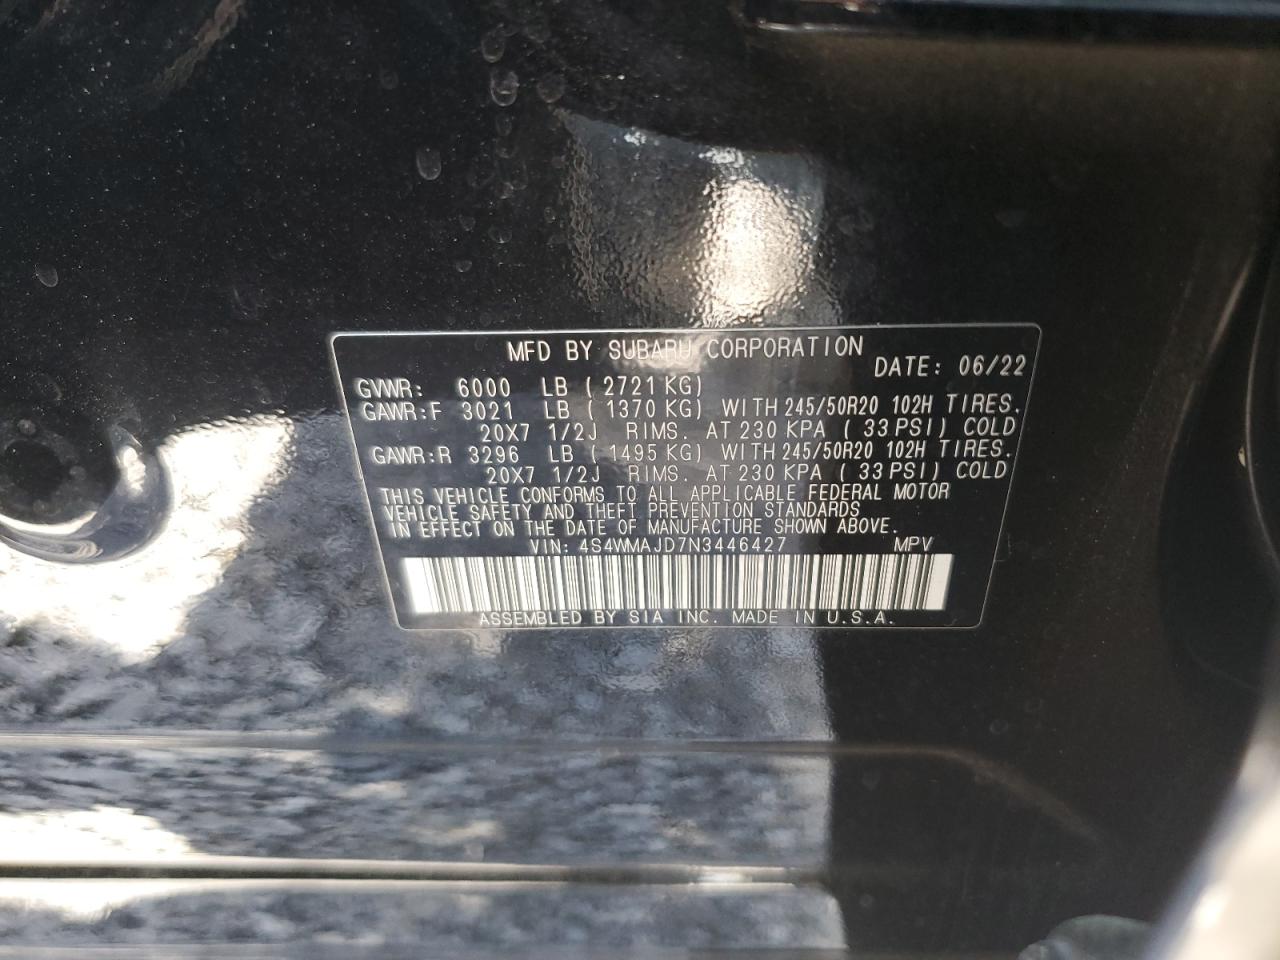 MFD BY SUBARU CORPORATION
DATE: 06/22
GVWR: 6000 LB ( 2721 KG)
GAWR:F 3021 LB ( 1370 KG) WITH 245/50R20 102H TIRES.
20X7 1/2J RIMS. AT 230 KPA ( 33 PSI) COLD
GAWR:R 3296 LB ( 1495 KG) WITH 245/50R20 102H TIRES.
20X7 1/2J RIMS. AT 230 KPA ( 33 PSI) COLD
THIS VEHICLE CONFORMS TO ALL APPLICABLE FEDERAL MOTOR
VEHICLE SAFETY AND THEFT PREVENTION STANDARDS
IN EFFECT ON THE DATE OF MANUFACTURE SHOWN ABOVE.
VIN: 4S4WMAJD7N3446427 MPV
ASSEMBLED BY SIA INC. MADE IN U.S.A.